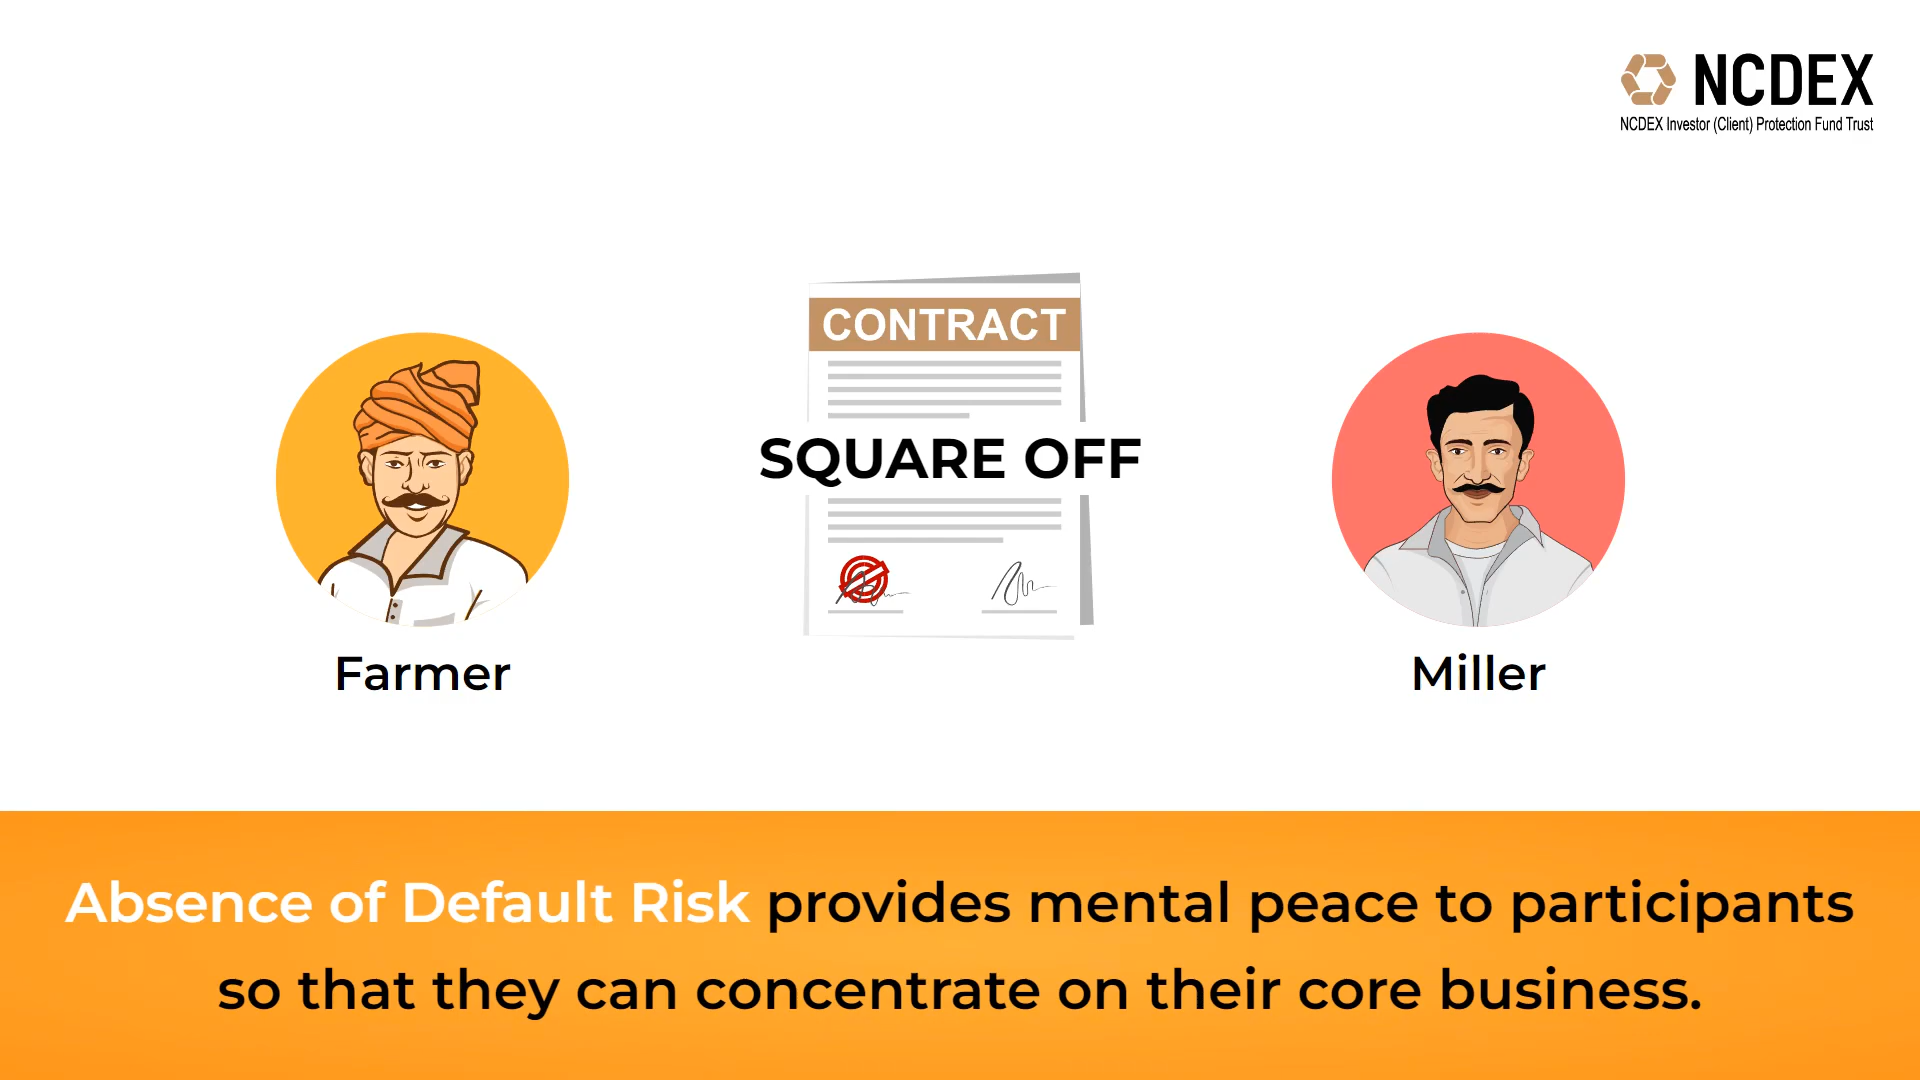 NCDEX
NCDEX Investor (Client) Protection Fund Trust
CONTRACT
SQUARE OFF
Farmer
Miller
Absence of Default Risk provides mental peace to participants
so that they can concentrate on their core business.